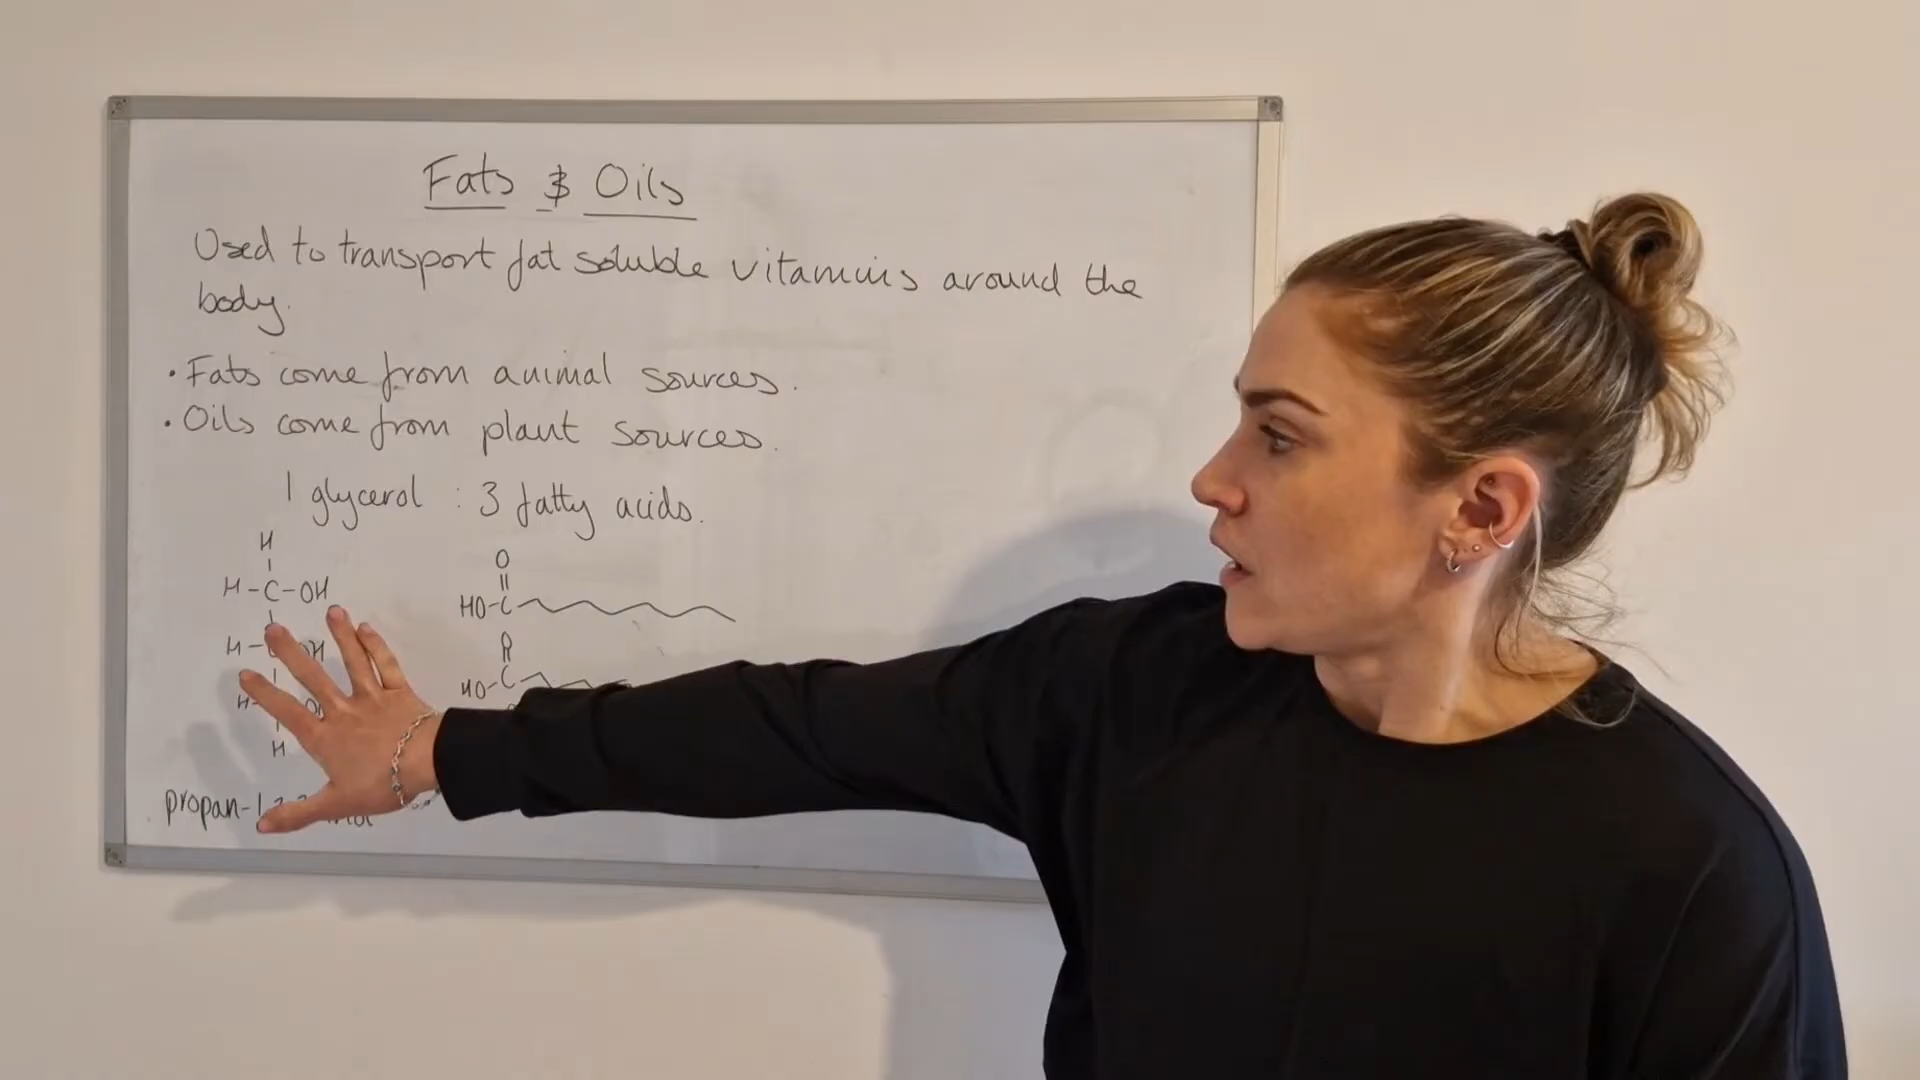 Fats & Oils
Used to transport fat soluble vitamins around the
body.
· Fats come from animal sources.
· Oils come from plant sources.
1 glycerol : 3 fatty acids.
H
H-C-OH
H-
H-
H
O
HO-C
HO-C
propan-1